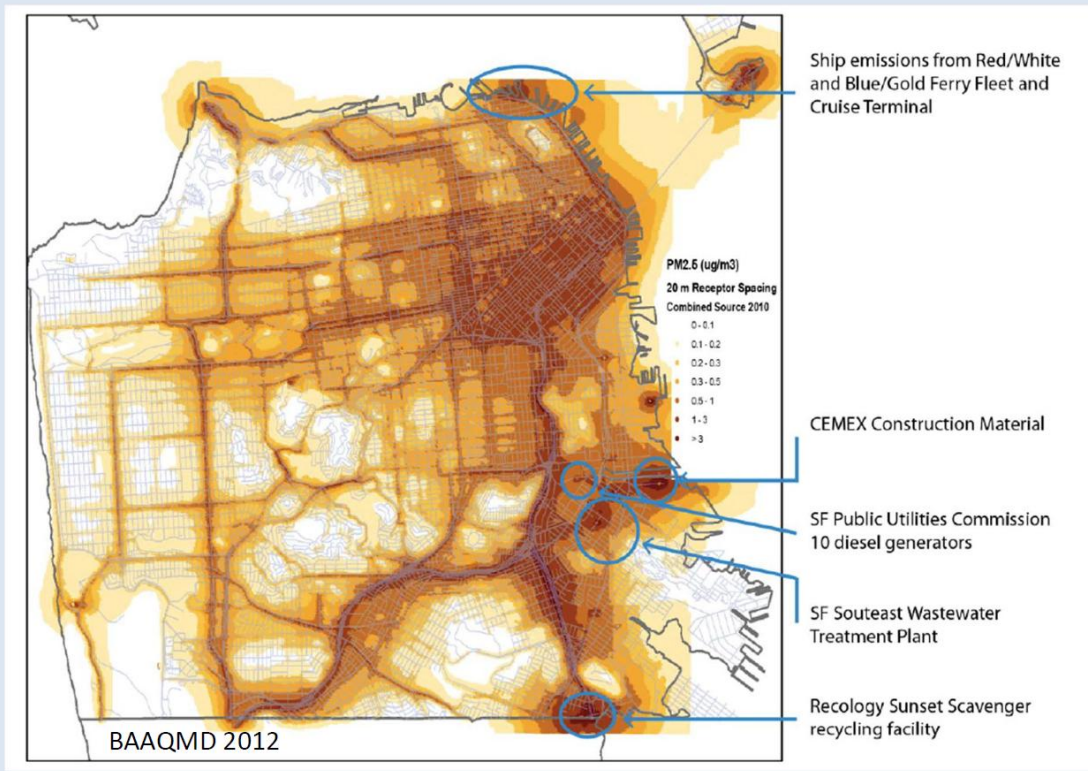 Ship emissions from Red/White
and Blue/Gold Ferry Fleet and
Cruise Terminal
PM2.5 (ug/m3)
20 m Receptor Spacing
Combined Source 2010
0 - 0.1
0.1 - 0.2
0.2 - 0.3
0.3 - 0.5
0.5 - 1
1 - 3
> 3
CEMEX Construction Material
SF Public Utilities Commission
10 diesel generators
SF Souteast Wastewater
Treatment Plant
Recology Sunset Scavenger
recycling facility
BAAQMD 2012